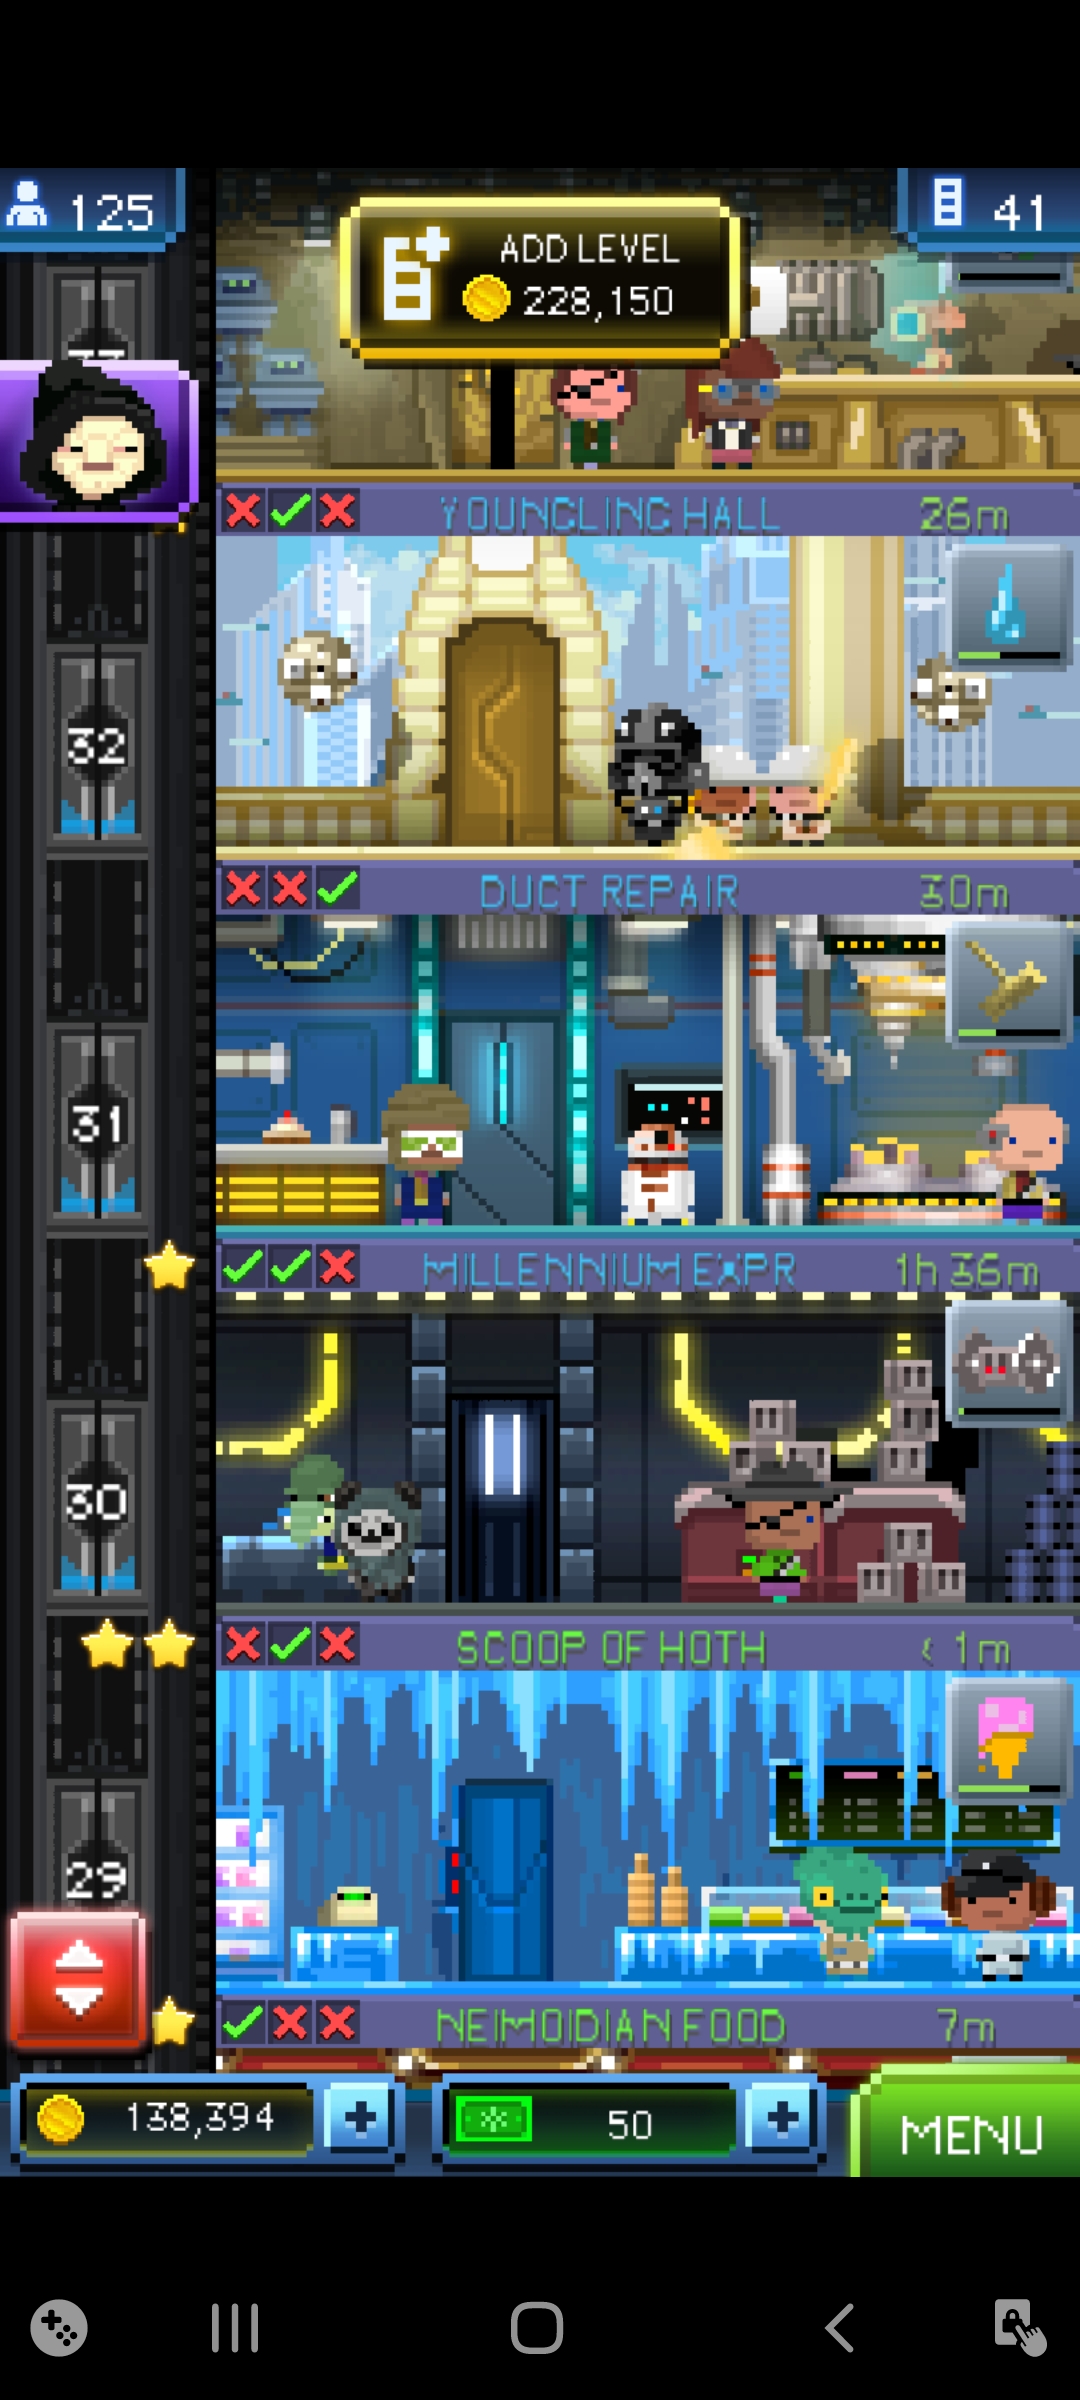 125
ADD LEVEL
228,150
41
YOUNGLING HALL 26m
32
DUCT REPAIR 30m
31
MILLENNIUM EXPR 1h 36m
30
SCOOP OF HOTH < 1m
29
NEIMOIDIAN FOOD 7m
138,394
50
MENU